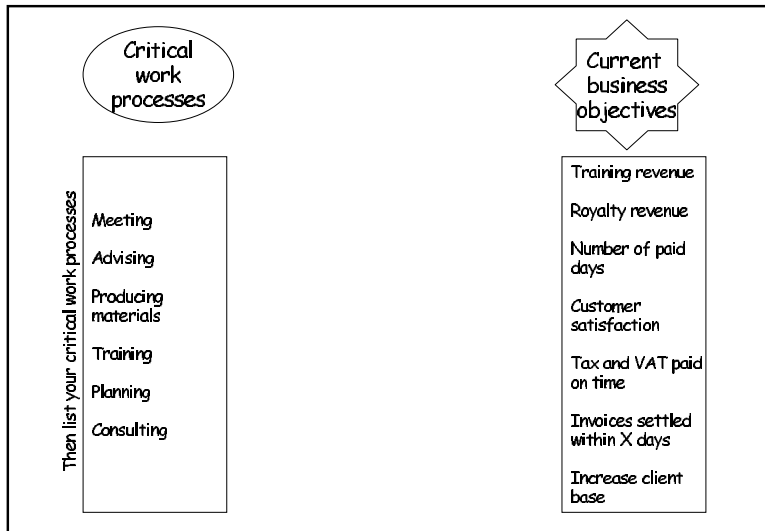 Critical
work
processes
Current
business
objectives
Then list your critical work processes
Meeting
Advising
Producing
materials
Training
Planning
Consulting
Training revenue
Royalty revenue
Number of paid
days
Customer
satisfaction
Tax and VAT paid
on time
Invoices settled
within X days
Increase client
base